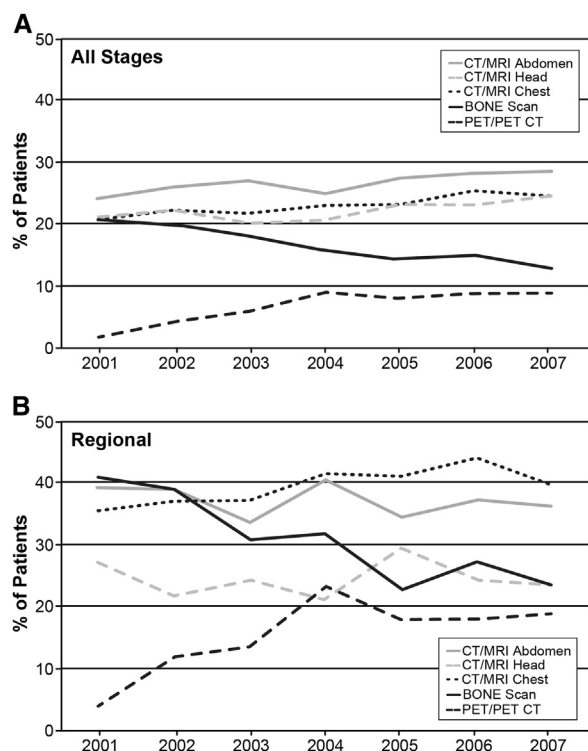 A
All Stages
% of Patients
50
40
30
20
10
0
CT/MRI Abdomen
CT/MRI Head
CT/MRI Chest
BONE Scan
PET/PET CT
2001 2002 2003 2004 2005 2006 2007
B
Regional
% of Patients
50
40
30
20
10
0
CT/MRI Abdomen
CT/MRI Head
CT/MRI Chest
BONE Scan
PET/PET CT
2001 2002 2003 2004 2005 2006 2007